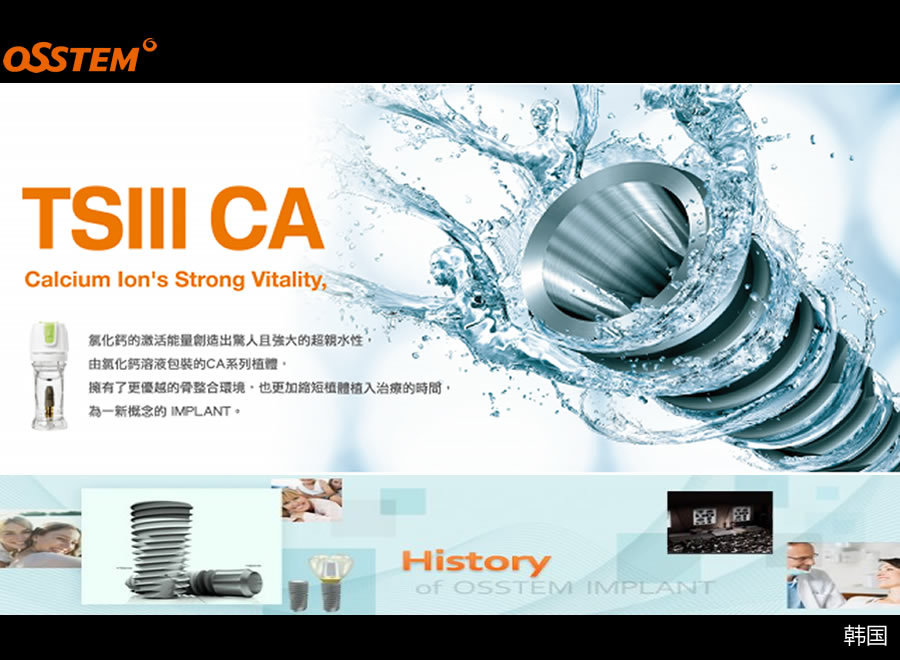 OSSTEM
TSIII CA
Calcium Ion's Strong Vitality,
氯化鈣的激活能量創造出驚人且強大的超親水性，
由氯化鈣溶液包裝的CA系列植體，
擁有了更優越的骨整合環境，也更加縮短植體植入治療的時間，
為一新概念的 IMPLANT。
History
of OSSTEM IMPLANT
韩国